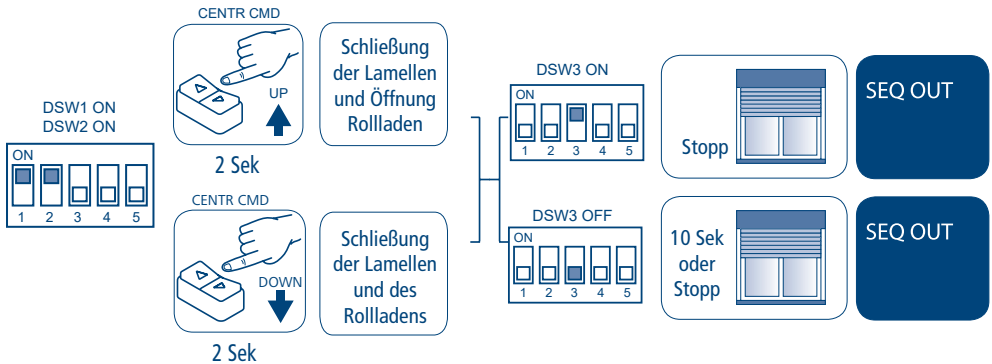 DSW1 ON
DSW2 ON
ON
1 2 3 4 5
CENTR CMD
UP
2 Sek
Schließung
der Lamellen
und Öffnung
Rollladen
CENTR CMD
DOWN
2 Sek
Schließung
der Lamellen
und des
Rollladens
DSW3 ON
ON
1 2 3 4 5
Stopp
SEQ OUT
DSW3 OFF
ON
1 2 3 4 5
10 Sek
oder
Stopp
SEQ OUT